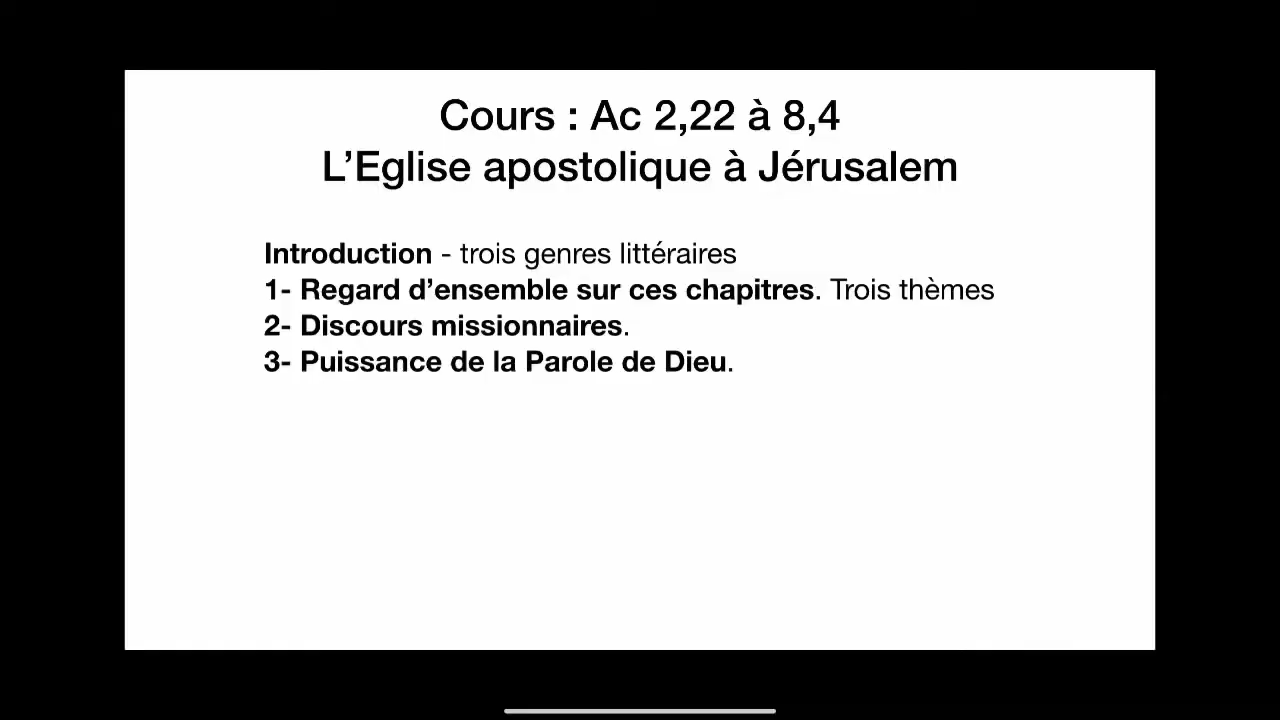 Cours : Ac 2,22 à 8,4
L’Eglise apostolique à Jérusalem
Introduction - trois genres littéraires
1- Regard d’ensemble sur ces chapitres. Trois thèmes
2- Discours missionnaires.
3- Puissance de la Parole de Dieu.